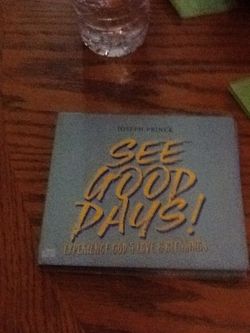 JOSEPH PRINCE
SEE
GOOD
DAYS!
EXPERIENCE GOD'S LOVE & BLESSINGS